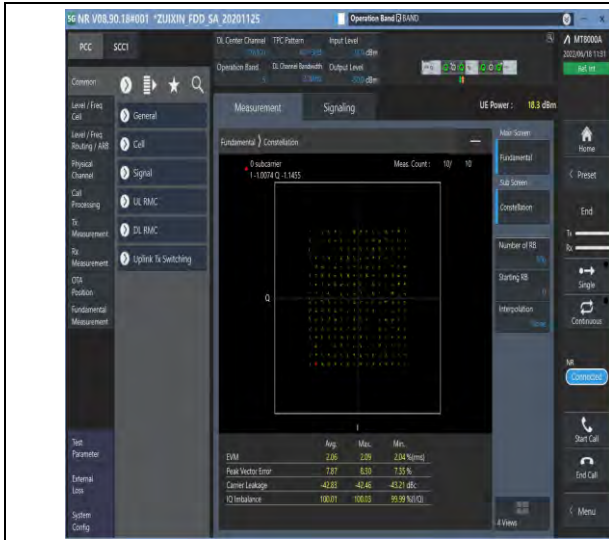 5G NR V08.90.18#001 *ZUIXIN_FDD_SA_20201125
Operation Band BAND
PCC
SCC1
DL Center Channel
TPC Pattern
Input Level
Operation Band
DL Channel Bandwidth
Output Level
MT8000A
Ref. Int
Common
Level / Freq.
Cell
Level / Freq.
Routing / ARB
Physical
Channel
Call
Processing
Tx
Measurement
Rx
Measurement
OTA
Position
Fundamental
Measurement
Test
Parameter
External
Loss
System
Config
General
Cell
Signal
UL RMC
DL RMC
Uplink Tx Switching
Measurement
Signaling
UE Power : 18.3 dBm
Fundamental ) Constellation
0 subcarrier
I -1.0074 Q -1.1455
Meas. Count : 10/ 10
Q
I
Avg. Max. Min.
EVM 2.06 2.09 2.04 %(rms)
Peak Vector Error 7.87 8.30 7.35 %
Carrier Leakage -42.83 -42.46 -43.21 dBc
IQ Imbalance 100.01 100.03 99.99 %(I/Q)
Main Screen
Fundamental
Sub Screen
Constellation
Number of RB
Starting RB
Interpolation
4 Views
Home
Preset
End
Tx
Rx
Single
Continuous
NR
Connected
Start Call
End Call
Menu